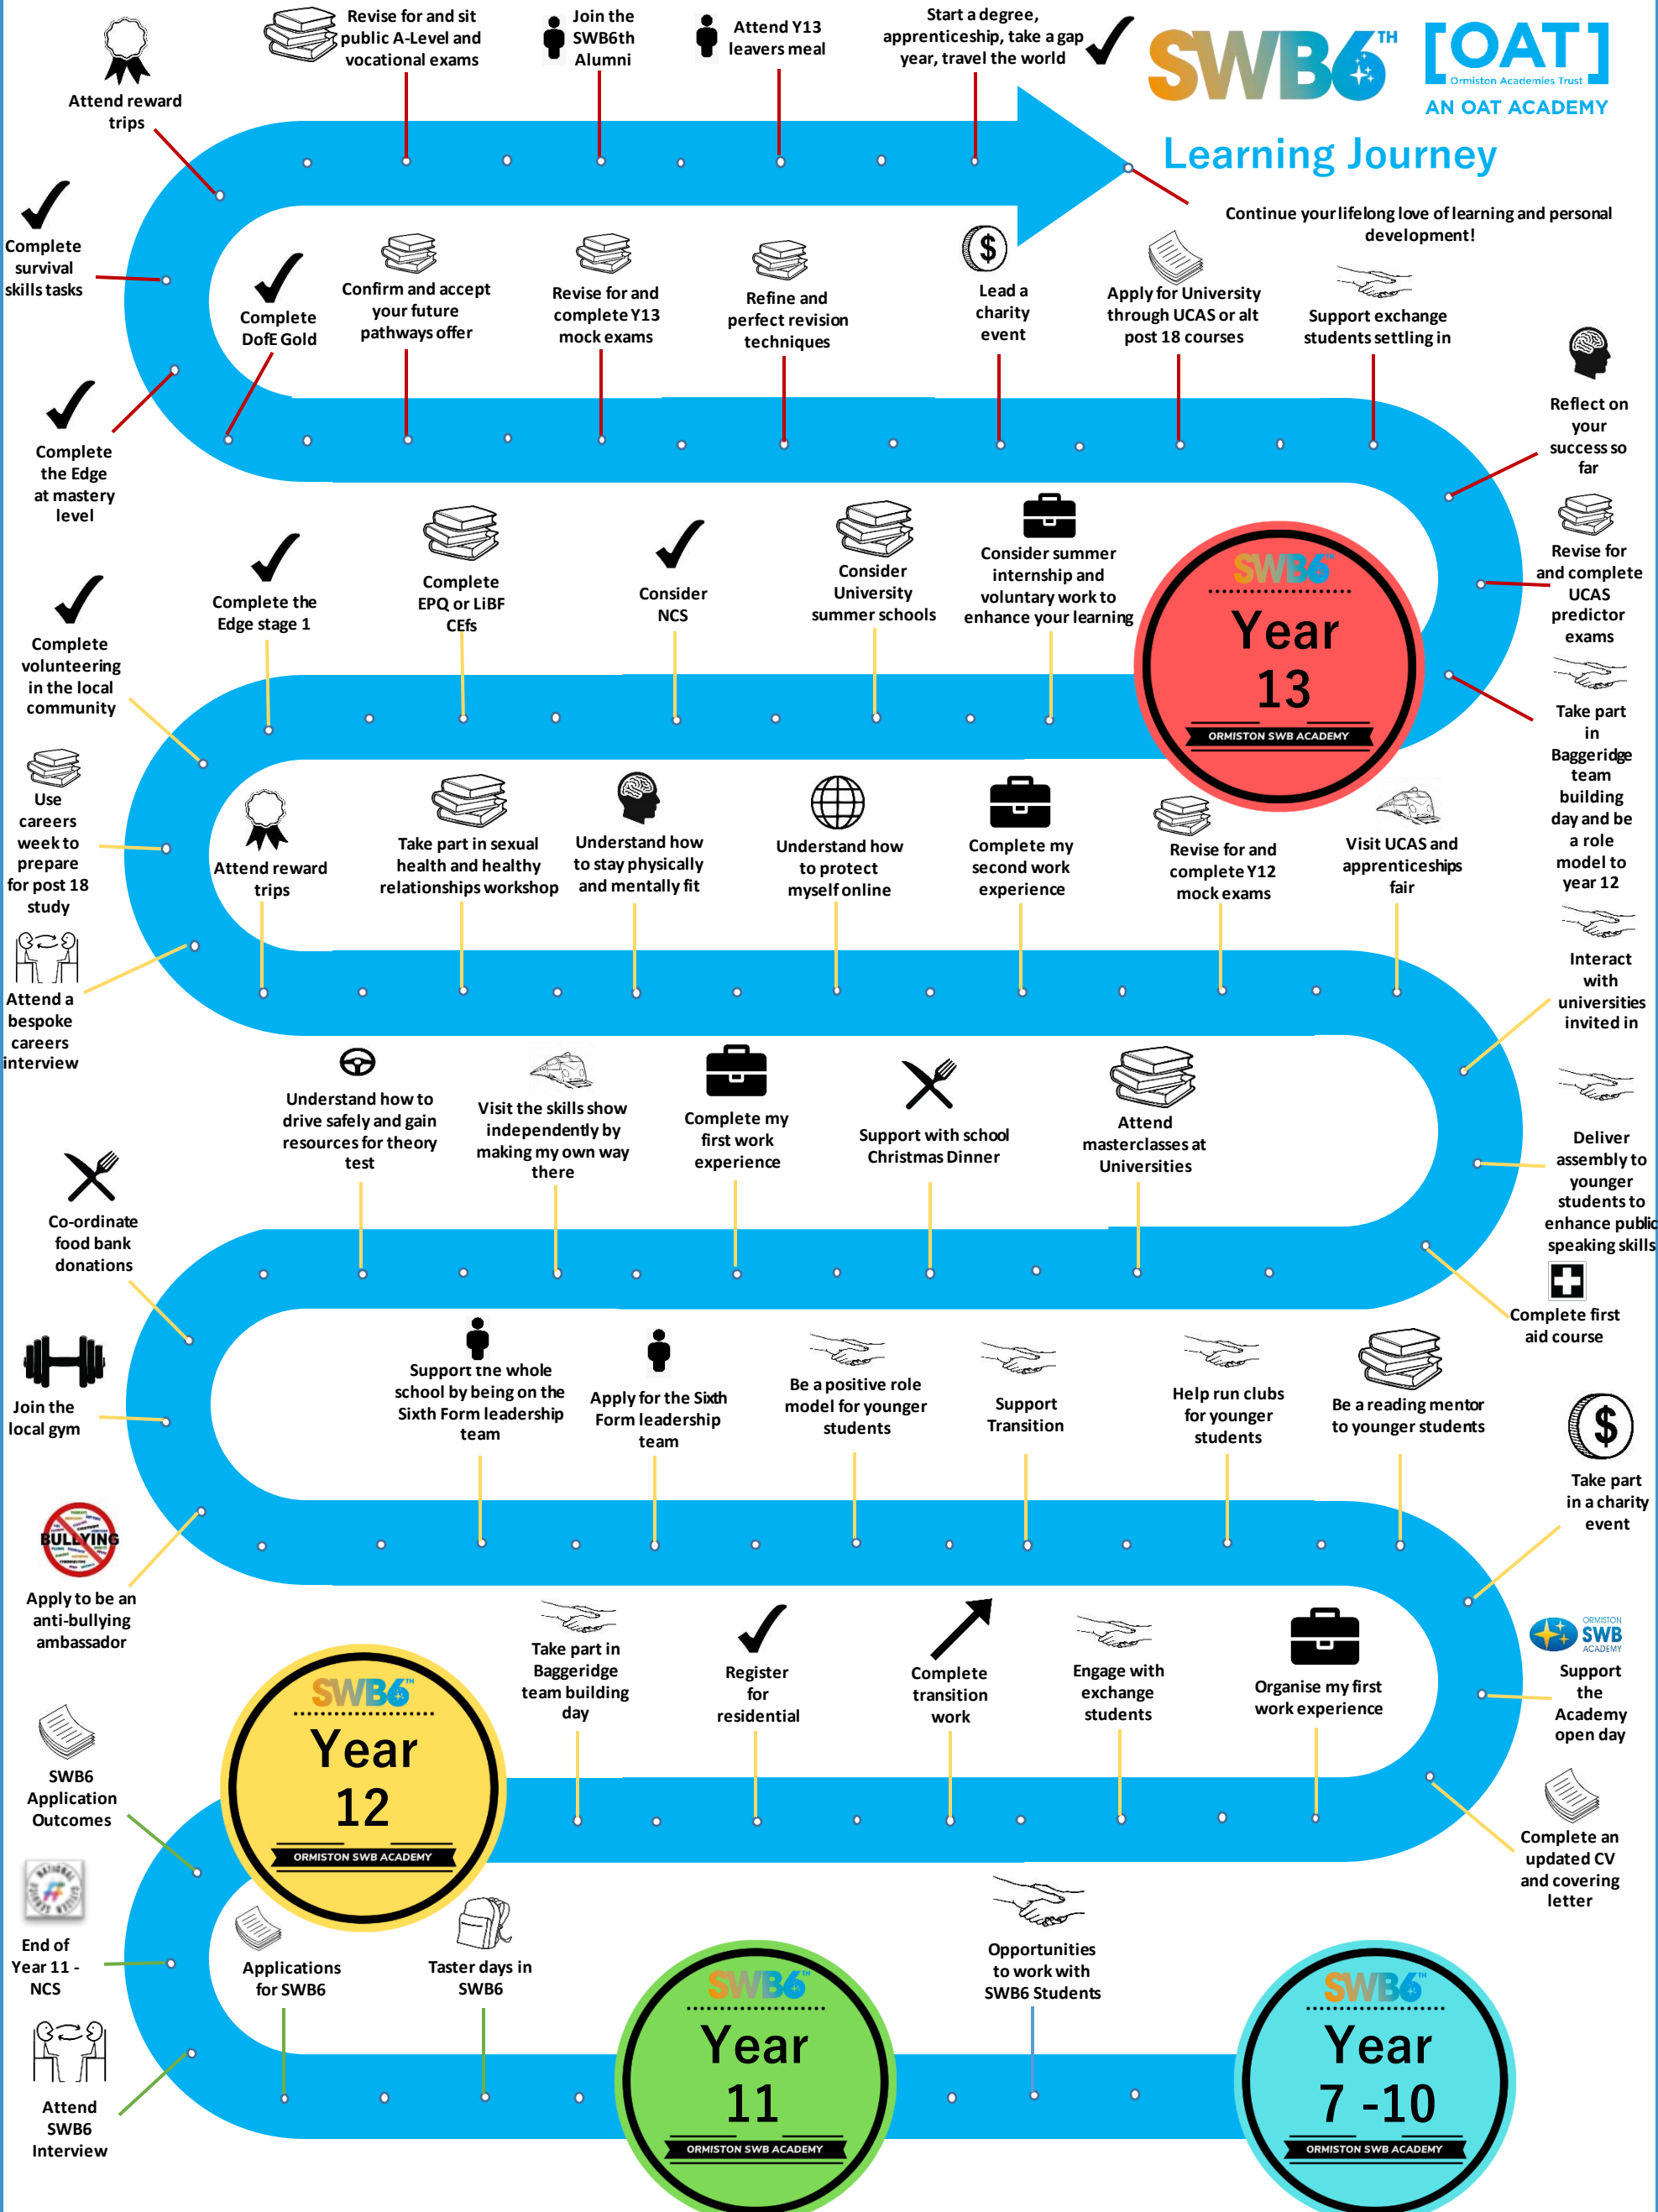 Revise for and sit
public A-Level and
vocational exams
Join the
SWB6th
Alumni
Attend Y13
leavers meal
Start a degree,
apprenticeship, take a gap
year, travel the world
SWB6TH
[OAT]
Ormiston Academies Trust
AN OAT ACADEMY
Learning Journey
Attend reward
trips
Continue your lifelong love of learning and personal
development!
Complete
survival
skills tasks
Complete
DofE Gold
Confirm and accept
your future
pathways offer
Revise for and
complete Y13
mock exams
Refine and
perfect revision
techniques
$
Lead a
charity
event
Apply for University
through UCAS or alt
post 18 courses
Support exchange
students settling in
Complete
the Edge
at mastery
level
Reflect on
your
success so
far
Revise for
and complete
UCAS
predictor
exams
Take part
in
Baggeridge
team
building
day and be
a role
model to
year 12
SWB6TH
Year
13
ORMISTON SWB ACADEMY
Consider summer
internship and
voluntary work to
enhance your learning
Consider
University
summer schools
Consider
NCS
Complete
EPQ or LiBF
CEfs
Complete the
Edge stage 1
Complete
volunteering
in the local
community
Use
careers
week to
prepare
for post 18
study
Attend a
bespoke
careers
interview
Attend reward
trips
Take part in sexual
health and healthy
relationships workshop
Understand how
to stay physically
and mentally fit
Understand how
to protect
myself online
Complete my
second work
experience
Revise for and
complete Y12
mock exams
Visit UCAS and
apprenticeships
fair
Interact
with
universities
invited in
Deliver
assembly to
younger
students to
enhance public
speaking skills
Complete first
aid course
Understand how to
drive safely and gain
resources for theory
test
Visit the skills show
independently by
making my own way
there
Complete my
first work
experience
Support with school
Christmas Dinner
Attend
masterclasses at
Universities
Co-ordinate
food bank
donations
Join the
local gym
BULLYING
Apply to be an
anti-bullying
ambassador
Support the whole
school by being on the
Sixth Form leadership
team
Apply for the Sixth
Form leadership
team
Be a positive role
model for younger
students
Support
Transition
Help run clubs
for younger
students
Be a reading mentor
to younger students
$
Take part
in a charity
event
ORMISTON
SWB
ACADEMY
Support
the
Academy
open day
Complete an
updated CV
and covering
letter
Take part in
Baggeridge
team building
day
Register
for
residential
Complete
transition
work
Engage with
exchange
students
Organise my first
work experience
SWB6TH
Year
12
ORMISTON SWB ACADEMY
SWB6
Application
Outcomes
NATIONAL
CITIZEN SERVICE
End of
Year 11 -
NCS
Attend
SWB6
Interview
Applications
for SWB6
Taster days in
SWB6
SWB6TH
Year
11
ORMISTON SWB ACADEMY
Opportunities
to work with
SWB6 Students
SWB6TH
Year
7 -10
ORMISTON SWB ACADEMY